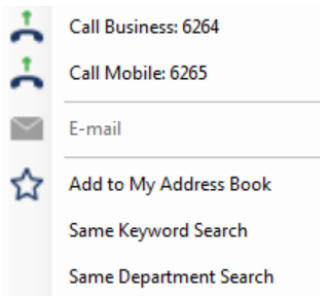 Call Business: 6264
Call Mobile: 6265
E-mail
Add to My Address Book
Same Keyword Search
Same Department Search